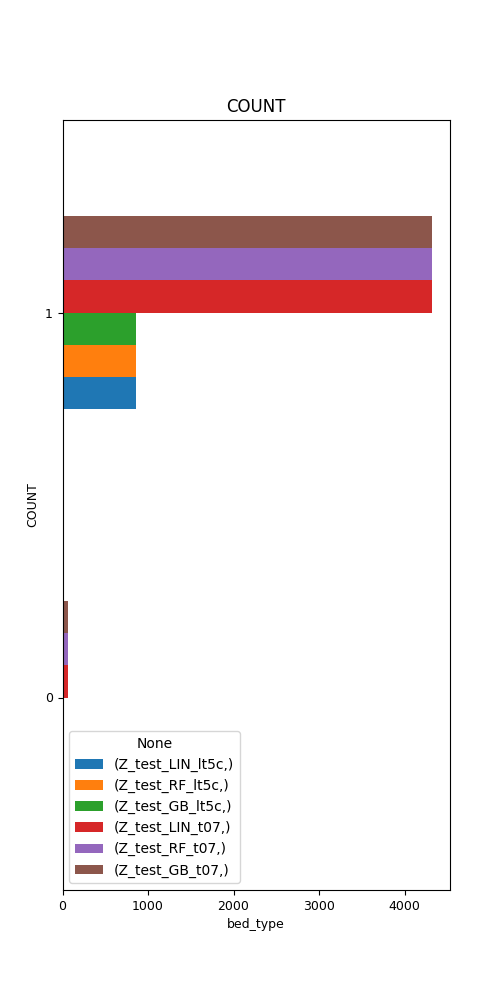 COUNT
1
COUNT
0
None
(Z_test_LIN_lt5c,)
(Z_test_RF_lt5c,)
(Z_test_GB_lt5c,)
(Z_test_LIN_t07,)
(Z_test_RF_t07,)
(Z_test_GB_t07,)
0 1000 2000 3000 4000
bed_type